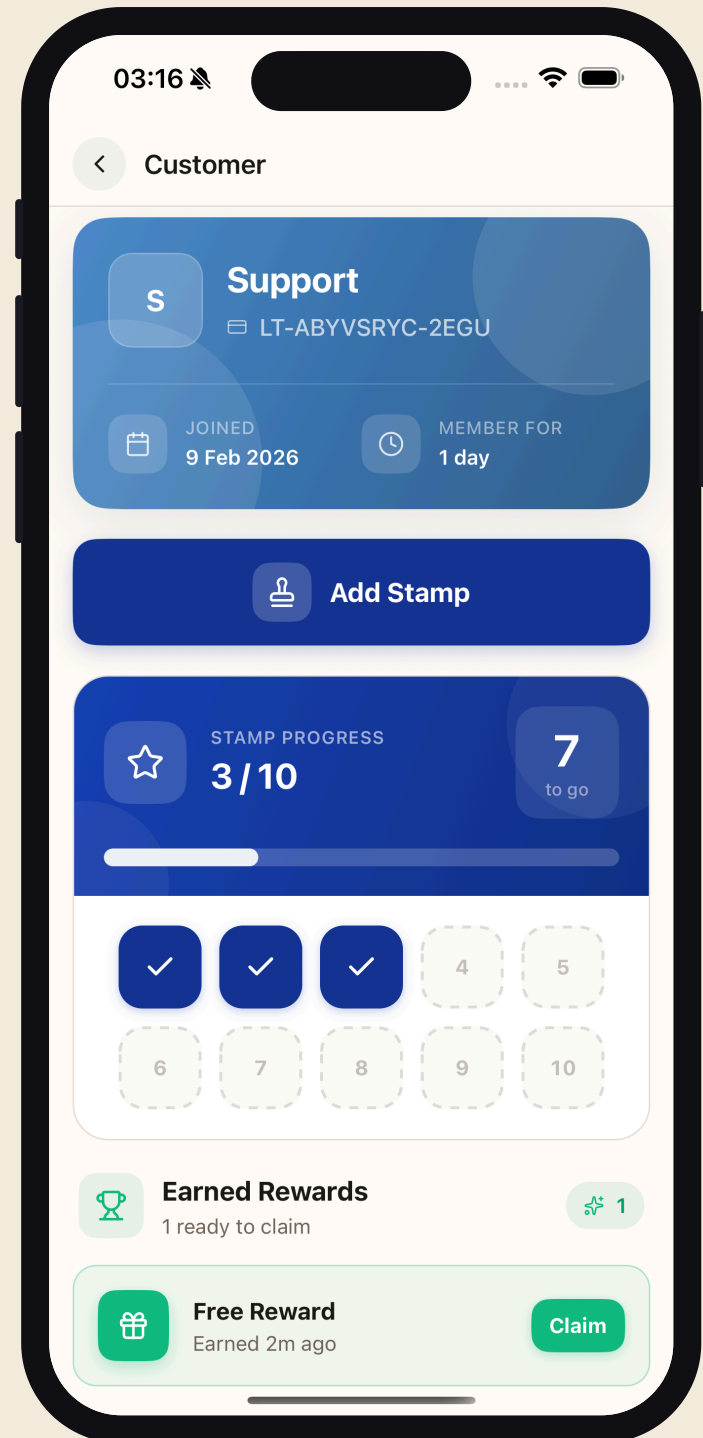 03:16
Customer
S
Support
LT-ABYVSRYC-2EGU
JOINED
9 Feb 2026
MEMBER FOR
1 day
Add Stamp
STAMP PROGRESS
3 / 10
7
to go
4
5
6
7
8
9
10
Earned Rewards
1 ready to claim
1
Free Reward
Earned 2m ago
Claim